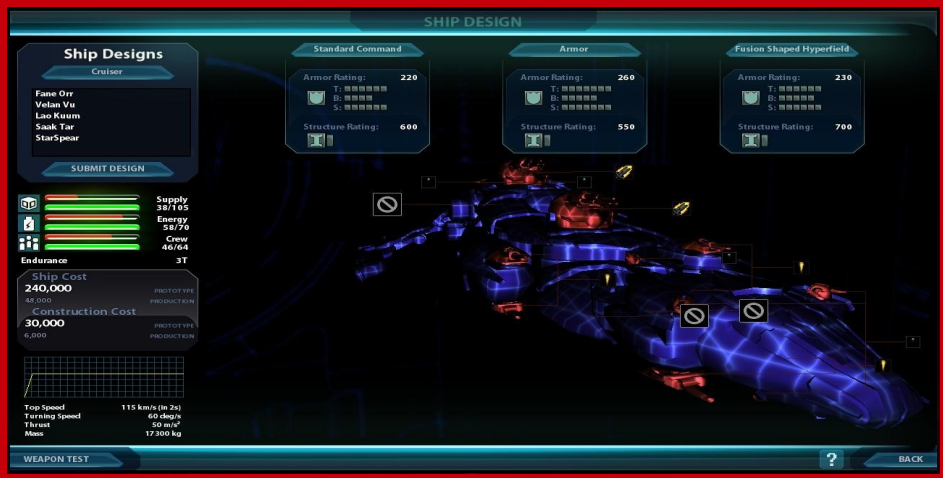 SHIP DESIGN
Ship Designs
Cruiser
Fane Orr
Velan Vu
Lao Kuum
Saak Tar
StarSpear
SUBMIT DESIGN
Standard Command
Armor Rating: 220
T:
B:
S:
Structure Rating: 600
Armor
Armor Rating: 260
T:
B:
S:
Structure Rating: 550
Fusion Shaped Hyperfield
Armor Rating: 230
T:
B:
S:
Structure Rating: 700
Supply
38/105
Energy
58/70
Crew
46/64
Endurance 3T
Ship Cost
240,000 PROTOTYPE
48,000 PRODUCTION
Construction Cost
30,000 PROTOTYPE
6,000 PRODUCTION
Top Speed 115 km/s (in 2s)
Turning Speed 60 deg/s
Thrust 50 m/s²
Mass 17300 kg
WEAPON TEST
?
BACK